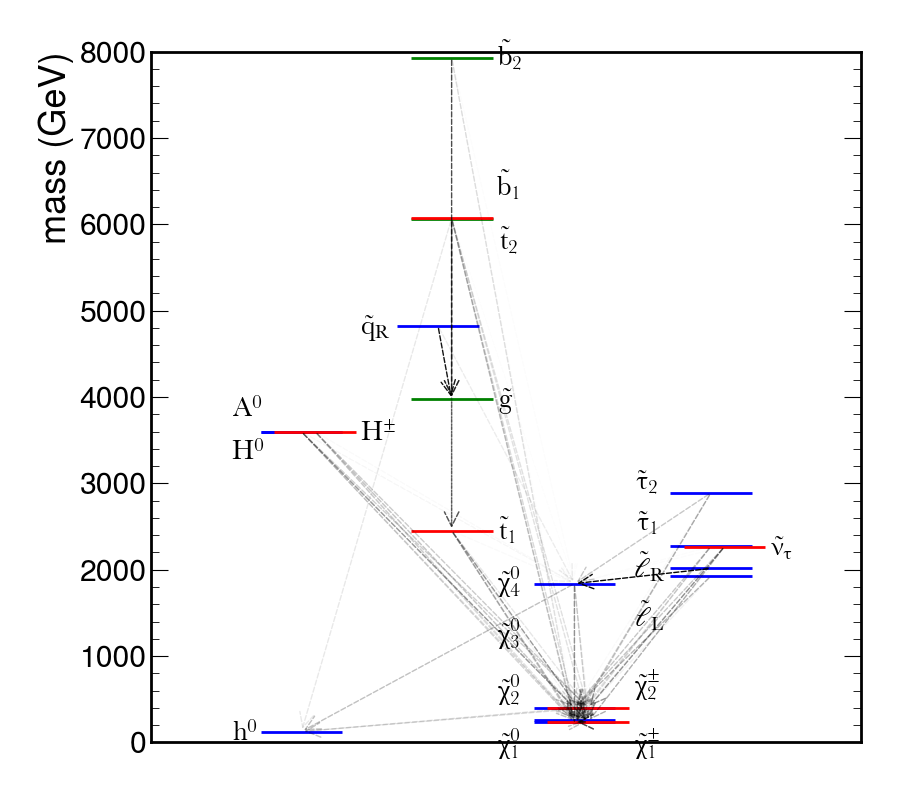 mass (GeV)
8000
7000
6000
5000
4000
3000
2000
1000
0
b̃₂
b̃₁
t̃₂
q̃R
g̃
A⁰
H⁰
H±
t̃₁
τ̃₂
τ̃₁
ν̃τ
ℓ̃R
ℓ̃L
χ̃⁰₄
χ̃⁰₃
χ̃⁰₂
χ̃±₂
h⁰
χ̃⁰₁
χ̃±₁